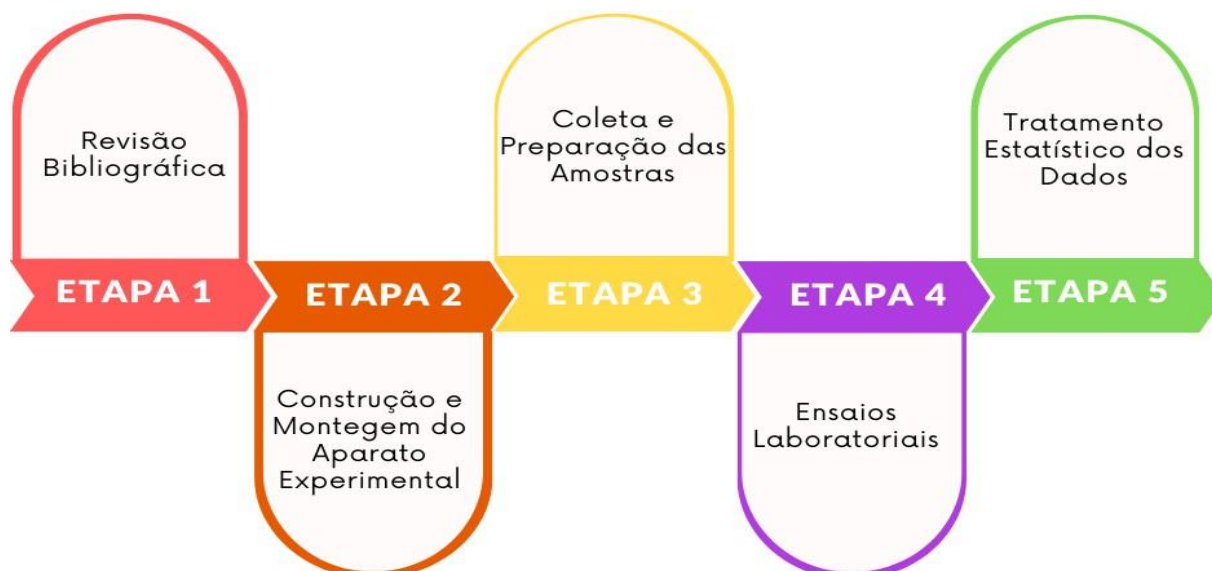 Revisão
Bibliográfica
ETAPA 1
ETAPA 2
Construção e
Montegem do
Aparato
Experimental
Coleta e
Preparação das
Amostras
ETAPA 3
ETAPA 4
Ensaios
Laboratoriais
Tratamento
Estatístico dos
Dados
ETAPA 5